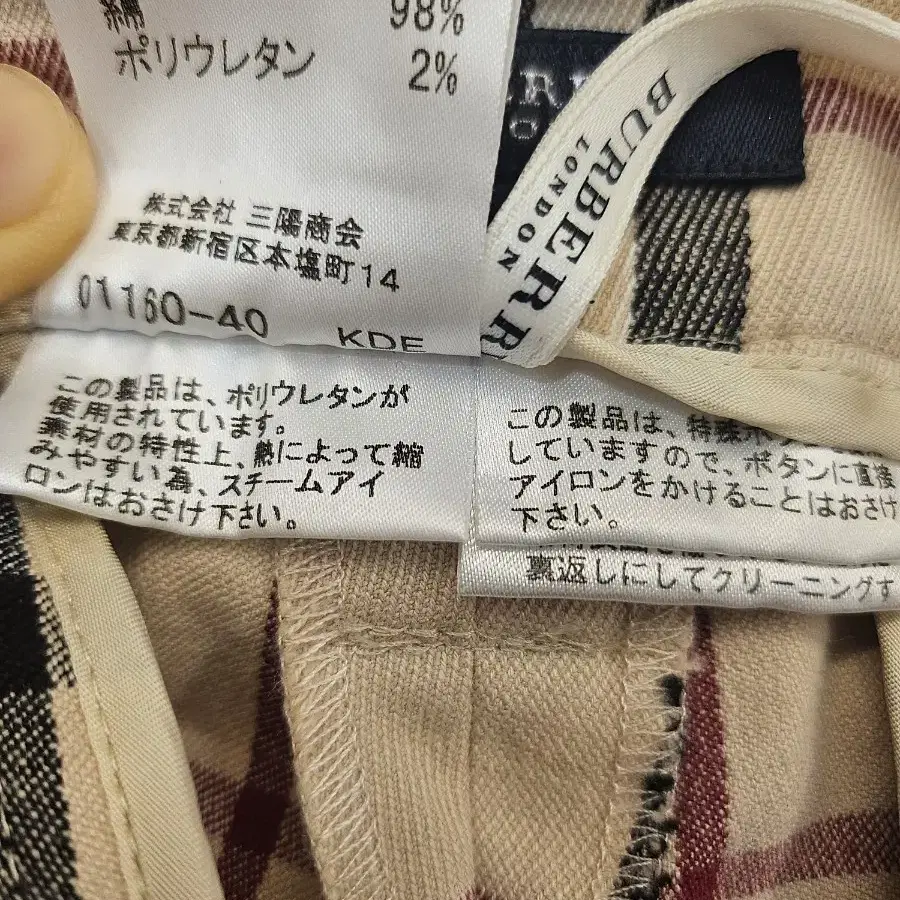 綿 98%
ポリウレタン 2%
株式会社 三陽商会
東京都新宿区本塩町14
01160-40 KDE
BURBERRY
LONDON
この製品は、ポリウレタンが
使用されています。
素材の特性上、熱によって縮
みやすい為、スチームアイ
ロンはおさけ下さい。
この製品は、特殊ボ
していますので、ボタンに直接
アイロンをかけることはおさけ
下さい。
裏返しにしてクリーニングす